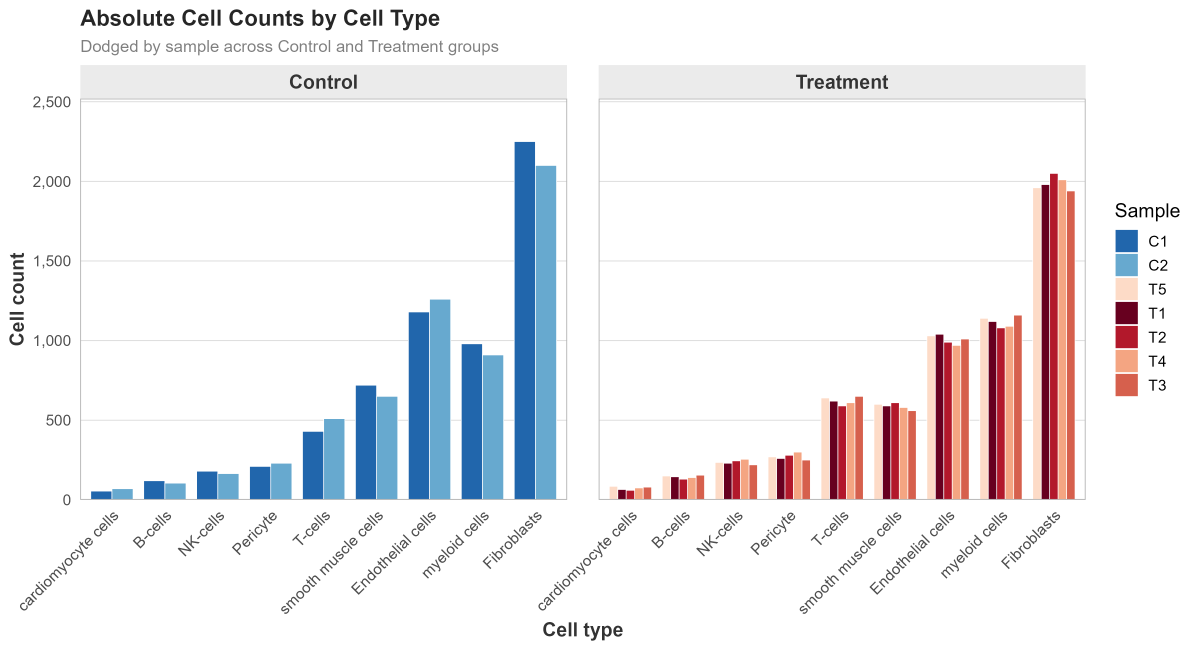 Absolute Cell Counts by Cell Type
Dodged by sample across Control and Treatment groups
Control
Treatment
2,500
2,000
1,500
1,000
500
0
Cell count
cardiomyocyte cells
B-cells
NK-cells
Pericyte
T-cells
smooth muscle cells
Endothelial cells
myeloid cells
Fibroblasts
cardiomyocyte cells
B-cells
NK-cells
Pericyte
T-cells
smooth muscle cells
Endothelial cells
myeloid cells
Fibroblasts
Cell type
Sample
C1
C2
T5
T1
T2
T4
T3